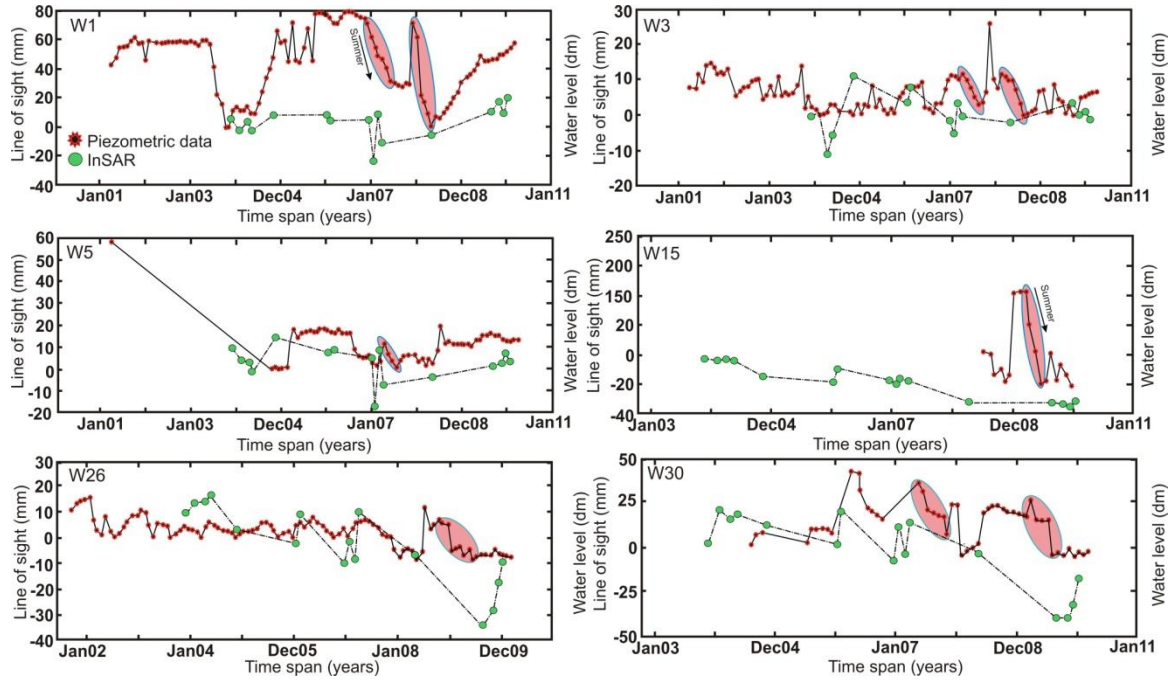 W1
80
60
40
20
0
-20
40
Line of sight (mm)
Water level (dm)
Summer
Piezometric data
InSAR
Jan01 Jan03 Dec04 Jan07 Dec08 Jan11
Time span (years)
W3
30
20
10
0
-10
-20
Line of sight (mm)
Water level (dm)
Jan01 Jan03 Dec04 Jan07 Dec08 Jan11
Time span (years)
W5
60
50
40
30
20
10
0
-10
-20
Line of sight (mm)
Water level (dm)
Jan01 Jan03 Dec04 Jan07 Dec08 Jan11
Time span (years)
W15
250
150
20
0
-20
-40
Line of sight (mm)
Water level (dm)
Summer
Jan03 Dec04 Jan07 Dec08 Jan11
Time span (years)
W26
30
20
10
0
-10
-20
-30
-40
Line of sight (mm)
Water level (dm)
Jan02 Jan04 Dec05 Jan08 Dec09
Time span (years)
W30
50
25
0
-25
-50
Line of sight (mm)
Water level (dm)
Jan03 Dec04 Jan07 Dec08 Jan11
Time span (years)